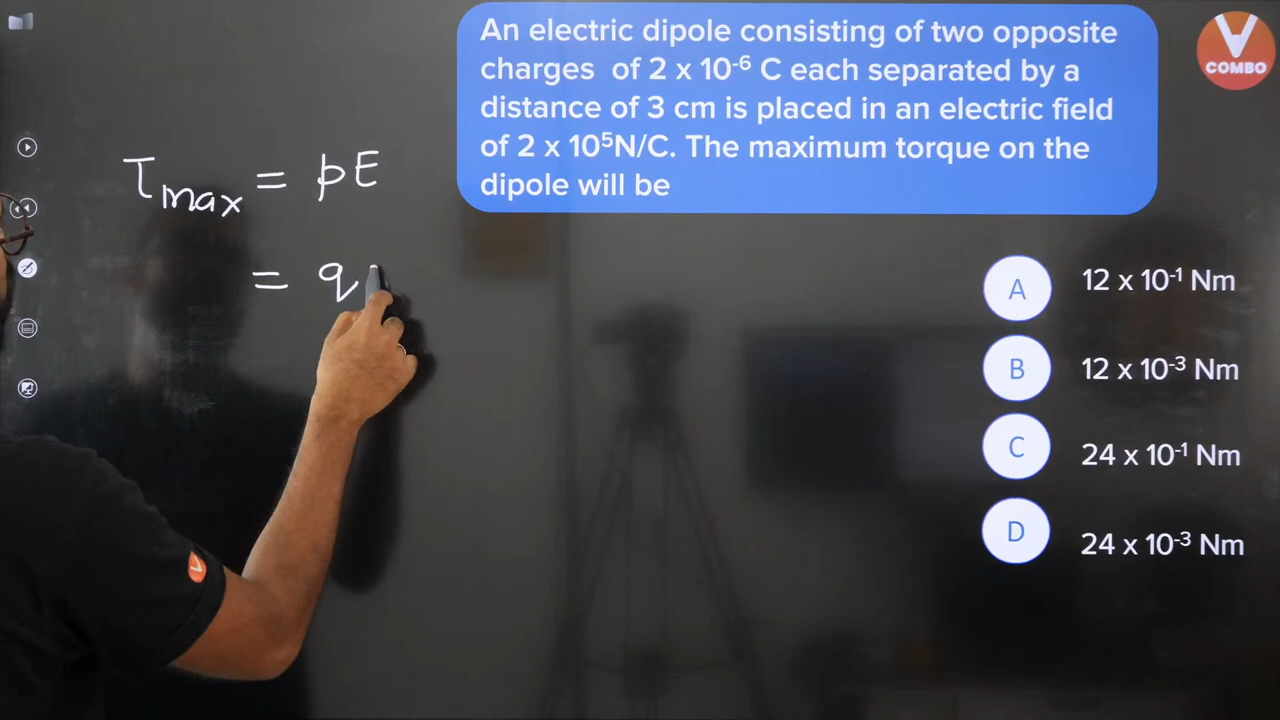 An electric dipole consisting of two opposite
charges of 2 x 10⁻⁶ C each separated by a
distance of 3 cm is placed in an electric field
of 2 x 10⁵N/C. The maximum torque on the
dipole will be
V
COMBO
τmax = pE
= q
A 12 x 10⁻¹ Nm
B 12 x 10⁻³ Nm
C 24 x 10⁻¹ Nm
D 24 x 10⁻³ Nm